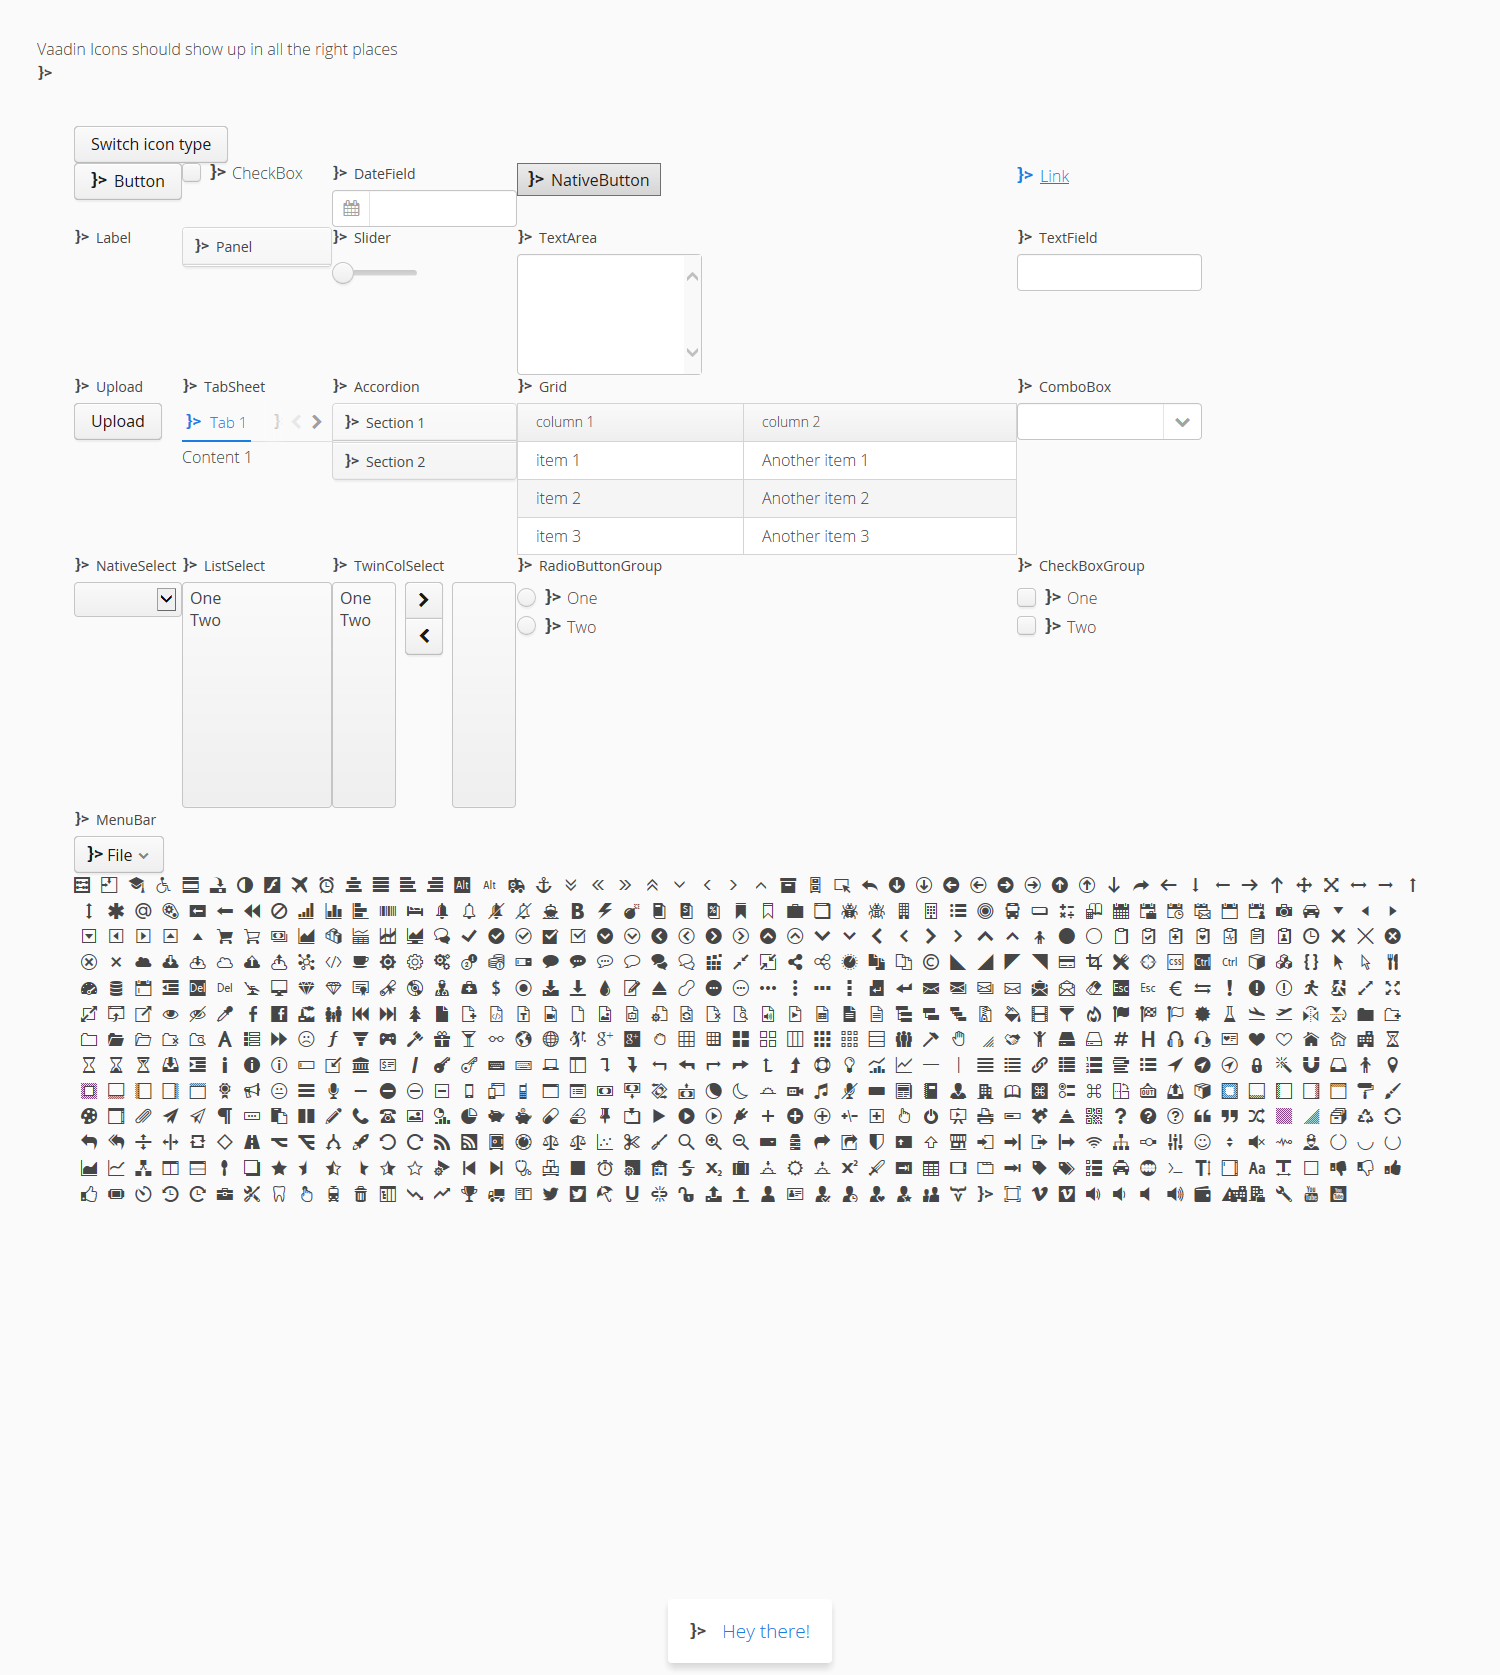 Vaadin Icons should show up in all the right places
}>
Switch icon type
}> Button
}> CheckBox
}> DateField
}> NativeButton
}> Link
}> Label
}> Panel
}> Slider
}> TextArea
}> TextField
}> Upload
}> TabSheet
}> Accordion
}> Grid
}> ComboBox
Upload
}> Tab 1
}> Section 1
column 1 column 2
Content 1
}> Section 2
item 1 Another item 1
item 2 Another item 2
item 3 Another item 3
}> NativeSelect
}> ListSelect
}> TwinColSelect
}> RadioButtonGroup
}> CheckBoxGroup
One
Two
One
Two
}> One
}> Two
}> One
}> Two
}> MenuBar
}> File
Alt Alt
Ctrl Ctrl
Del Del
Esc Esc
}> Hey there!